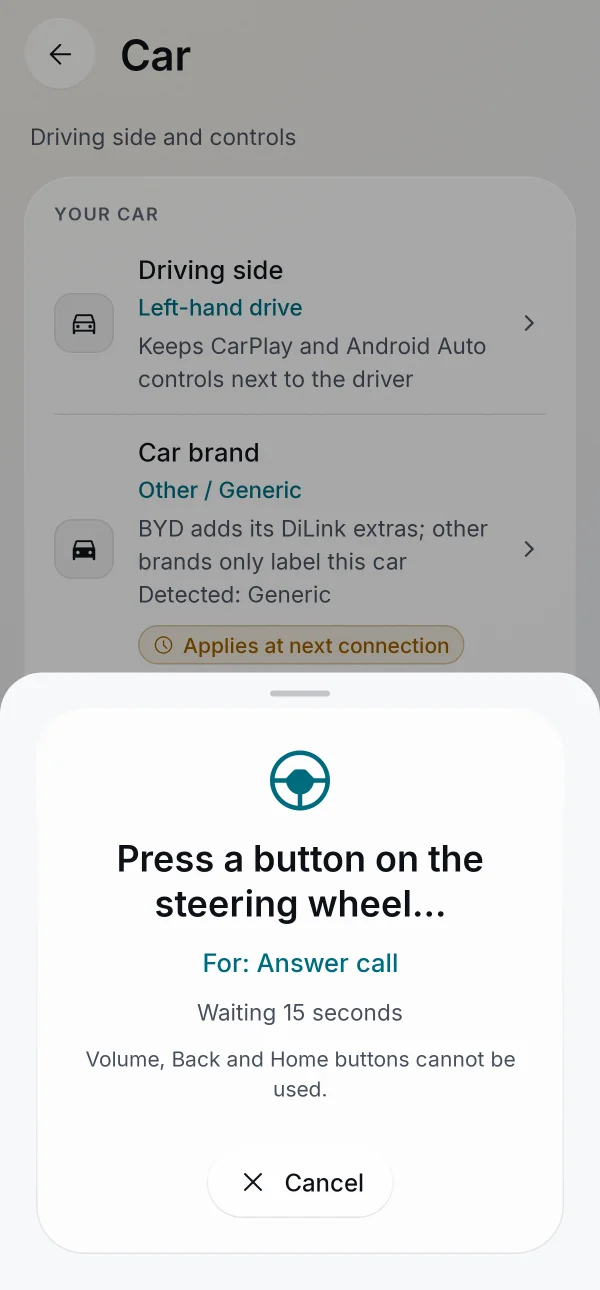 Car
Driving side and controls
YOUR CAR
Driving side
Left-hand drive
Keeps CarPlay and Android Auto
controls next to the driver
Car brand
Other / Generic
BYD adds its DiLink extras; other
brands only label this car
Detected: Generic
Applies at next connection
Press a button on the
steering wheel...
For: Answer call
Waiting 15 seconds
Volume, Back and Home buttons cannot be
used.
Cancel